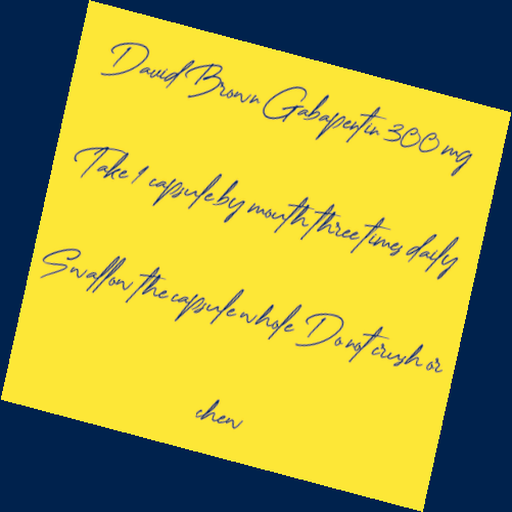 David Brown Gabapentin 300 mg
Take 1 capsule by mouth three times daily
Swallow the capsule whole Do not crush or
chew